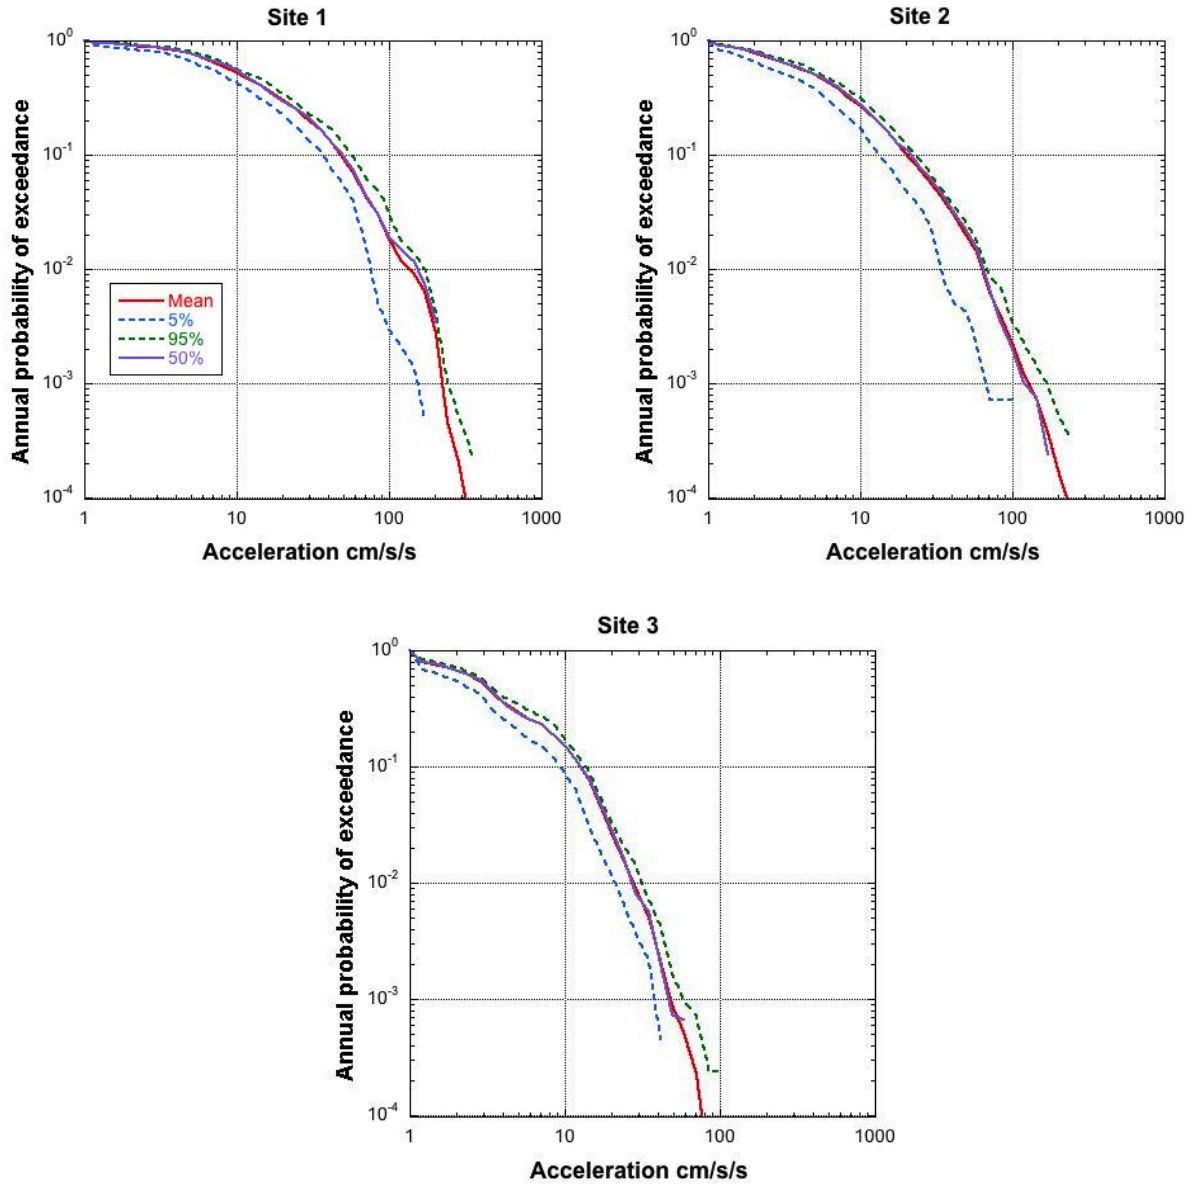 Site 1
Annual probability of exceedance
10^0
10^-1
10^-2
10^-3
10^-4
Mean
5%
95%
50%
1 10 100 1000
Acceleration cm/s/s
Site 2
Annual probability of exceedance
10^0
10^-1
10^-2
10^-3
10^-4
1 10 100 1000
Acceleration cm/s/s
Site 3
Annual probability of exceedance
10^0
10^-1
10^-2
10^-3
10^-4
1 10 100 1000
Acceleration cm/s/s